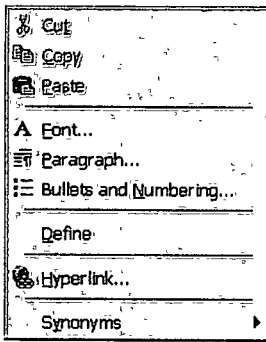 Cut
Copy
Paste
A Font...
Paragraph...
Bullets and Numbering...
Define
Hyperlink...
Synonyms